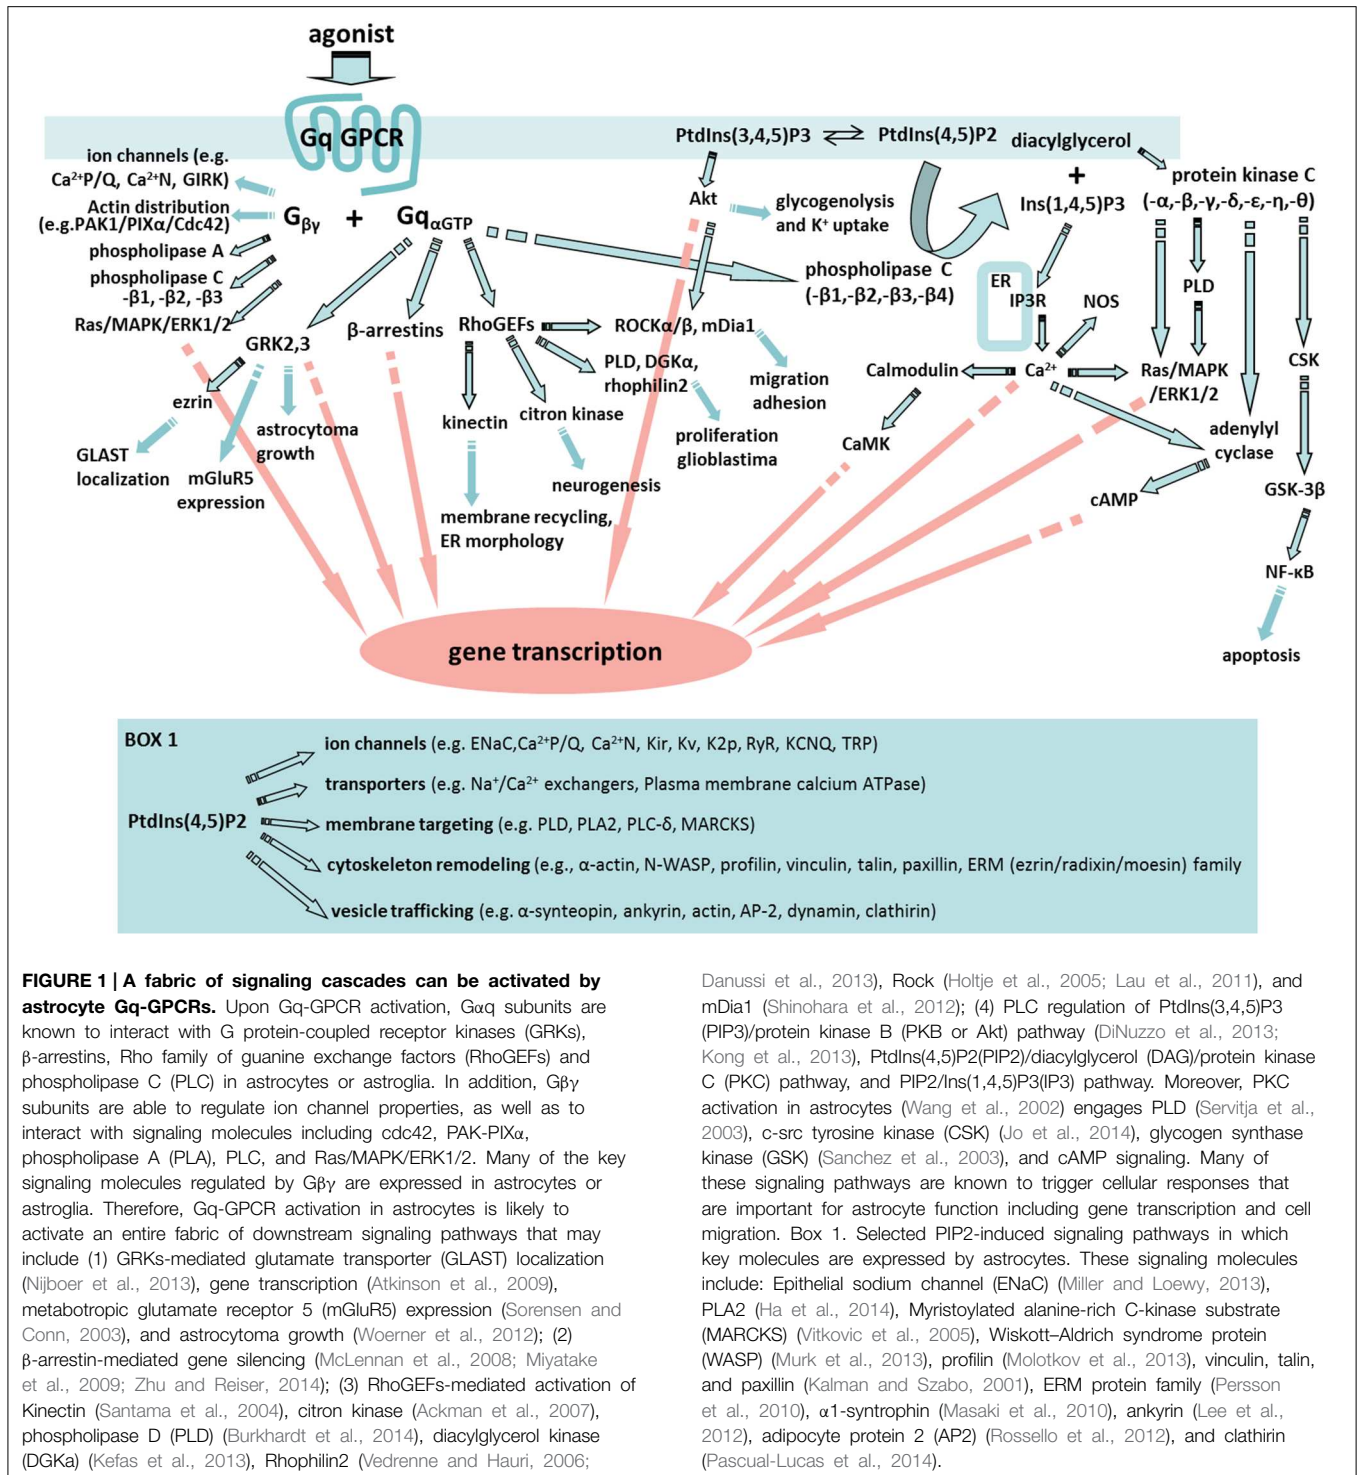 agonist
Gq GPCR
PtdIns(3,4,5)P3
PtdIns(4,5)P2
diacylglycerol
+
Ins(1,4,5)P3
protein kinase C
(-α,-β,-γ,-δ,-ε,-η,-θ)
ion channels (e.g.
Ca²⁺P/Q, Ca²⁺N, GIRK)
Actin distribution
(e.g.PAK1/PIXα/Cdc42)
phospholipase A
phospholipase C
-β1, -β2, -β3
Ras/MAPK/ERK1/2
Gβγ
+
GqαGTP
Akt
glycogenolysis
and K⁺ uptake
phospholipase C
(-β1,-β2,-β3,-β4)
ER
IP3R
NOS
PLD
GRK2,3
β-arrestins
RhoGEFs
ROCKα/β, mDia1
PLD, DGKα,
rhophilin2
migration
adhesion
Calmodulin
Ca²⁺
Ras/MAPK
/ERK1/2
CSK
ezrin
astrocytoma
growth
GLAST
localization
mGluR5
expression
kinectin
citron kinase
proliferation
glioblastima
neurogenesis
membrane recycling,
ER morphology
CaMK
adenylyl
cyclase
cAMP
GSK-3β
NF-κB
apoptosis
gene transcription
BOX 1
PtdIns(4,5)P2
ion channels (e.g. ENaC,Ca²⁺P/Q, Ca²⁺N, Kir, Kv, K2p, RyR, KCNQ, TRP)
transporters (e.g. Na⁺/Ca²⁺ exchangers, Plasma membrane calcium ATPase)
membrane targeting (e.g. PLD, PLA2, PLC-δ, MARCKS)
cytoskeleton remodeling (e.g., α-actin, N-WASP, profilin, vinculin, talin, paxillin, ERM (ezrin/radixin/moesin) family
vesicle trafficking (e.g. α-synteopin, ankyrin, actin, AP-2, dynamin, clathirin)
FIGURE 1 | A fabric of signaling cascades can be activated by
astrocyte Gq-GPCRs. Upon Gq-GPCR activation, Gαq subunits are
known to interact with G protein-coupled receptor kinases (GRKs),
β-arrestins, Rho family of guanine exchange factors (RhoGEFs) and
phospholipase C (PLC) in astrocytes or astroglia. In addition, Gβγ
subunits are able to regulate ion channel properties, as well as to
interact with signaling molecules including cdc42, PAK-PIXα,
phospholipase A (PLA), PLC, and Ras/MAPK/ERK1/2. Many of the key
signaling molecules regulated by Gβγ are expressed in astrocytes or
astroglia. Therefore, Gq-GPCR activation in astrocytes is likely to
activate an entire fabric of downstream signaling pathways that may
include (1) GRKs-mediated glutamate transporter (GLAST) localization
(Nijboer et al., 2013), gene transcription (Atkinson et al., 2009),
metabotropic glutamate receptor 5 (mGluR5) expression (Sorensen and
Conn, 2003), and astrocytoma growth (Woerner et al., 2012); (2)
β-arrestin-mediated gene silencing (McLennan et al., 2008; Miyatake
et al., 2009; Zhu and Reiser, 2014); (3) RhoGEFs-mediated activation of
Kinectin (Santama et al., 2004), citron kinase (Ackman et al., 2007),
phospholipase D (PLD) (Burkhardt et al., 2014), diacylglycerol kinase
(DGKa) (Kefas et al., 2013), Rhophilin2 (Vedrenne and Hauri, 2006;
Danussi et al., 2013), Rock (Holtje et al., 2005; Lau et al., 2011), and
mDia1 (Shinohara et al., 2012); (4) PLC regulation of PtdIns(3,4,5)P3
(PIP3)/protein kinase B (PKB or Akt) pathway (DiNuzzo et al., 2013;
Kong et al., 2013), PtdIns(4,5)P2(PIP2)/diacylglycerol (DAG)/protein kinase
C (PKC) pathway, and PIP2/Ins(1,4,5)P3(IP3) pathway. Moreover, PKC
activation in astrocytes (Wang et al., 2002) engages PLD (Servitja et al.,
2003), c-src tyrosine kinase (CSK) (Jo et al., 2014), glycogen synthase
kinase (GSK) (Sanchez et al., 2003), and cAMP signaling. Many of
these signaling pathways are known to trigger cellular responses that
are important for astrocyte function including gene transcription and cell
migration. Box 1. Selected PIP2-induced signaling pathways in which
key molecules are expressed by astrocytes. These signaling molecules
include: Epithelial sodium channel (ENaC) (Miller and Loewy, 2013),
PLA2 (Ha et al., 2014), Myristoylated alanine-rich C-kinase substrate
(MARCKS) (Vitkovic et al., 2005), Wiskott–Aldrich syndrome protein
(WASP) (Murk et al., 2013), profilin (Molotkov et al., 2013), vinculin, talin,
and paxillin (Kalman and Szabo, 2001), ERM protein family (Persson
et al., 2010), α1-syntrophin (Masaki et al., 2010), ankyrin (Lee et al.,
2012), adipocyte protein 2 (AP2) (Rossello et al., 2012), and clathirin
(Pascual-Lucas et al., 2014).